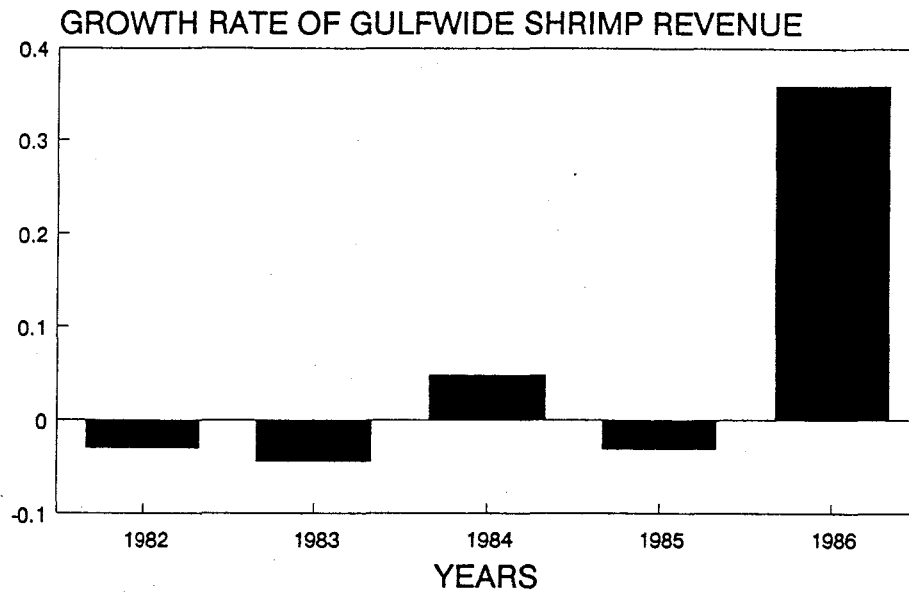 GROWTH RATE OF GULFWIDE SHRIMP REVENUE
0.4
0.3
0.2
0.1
0
-0.1
1982 1983 1984 1985 1986
YEARS